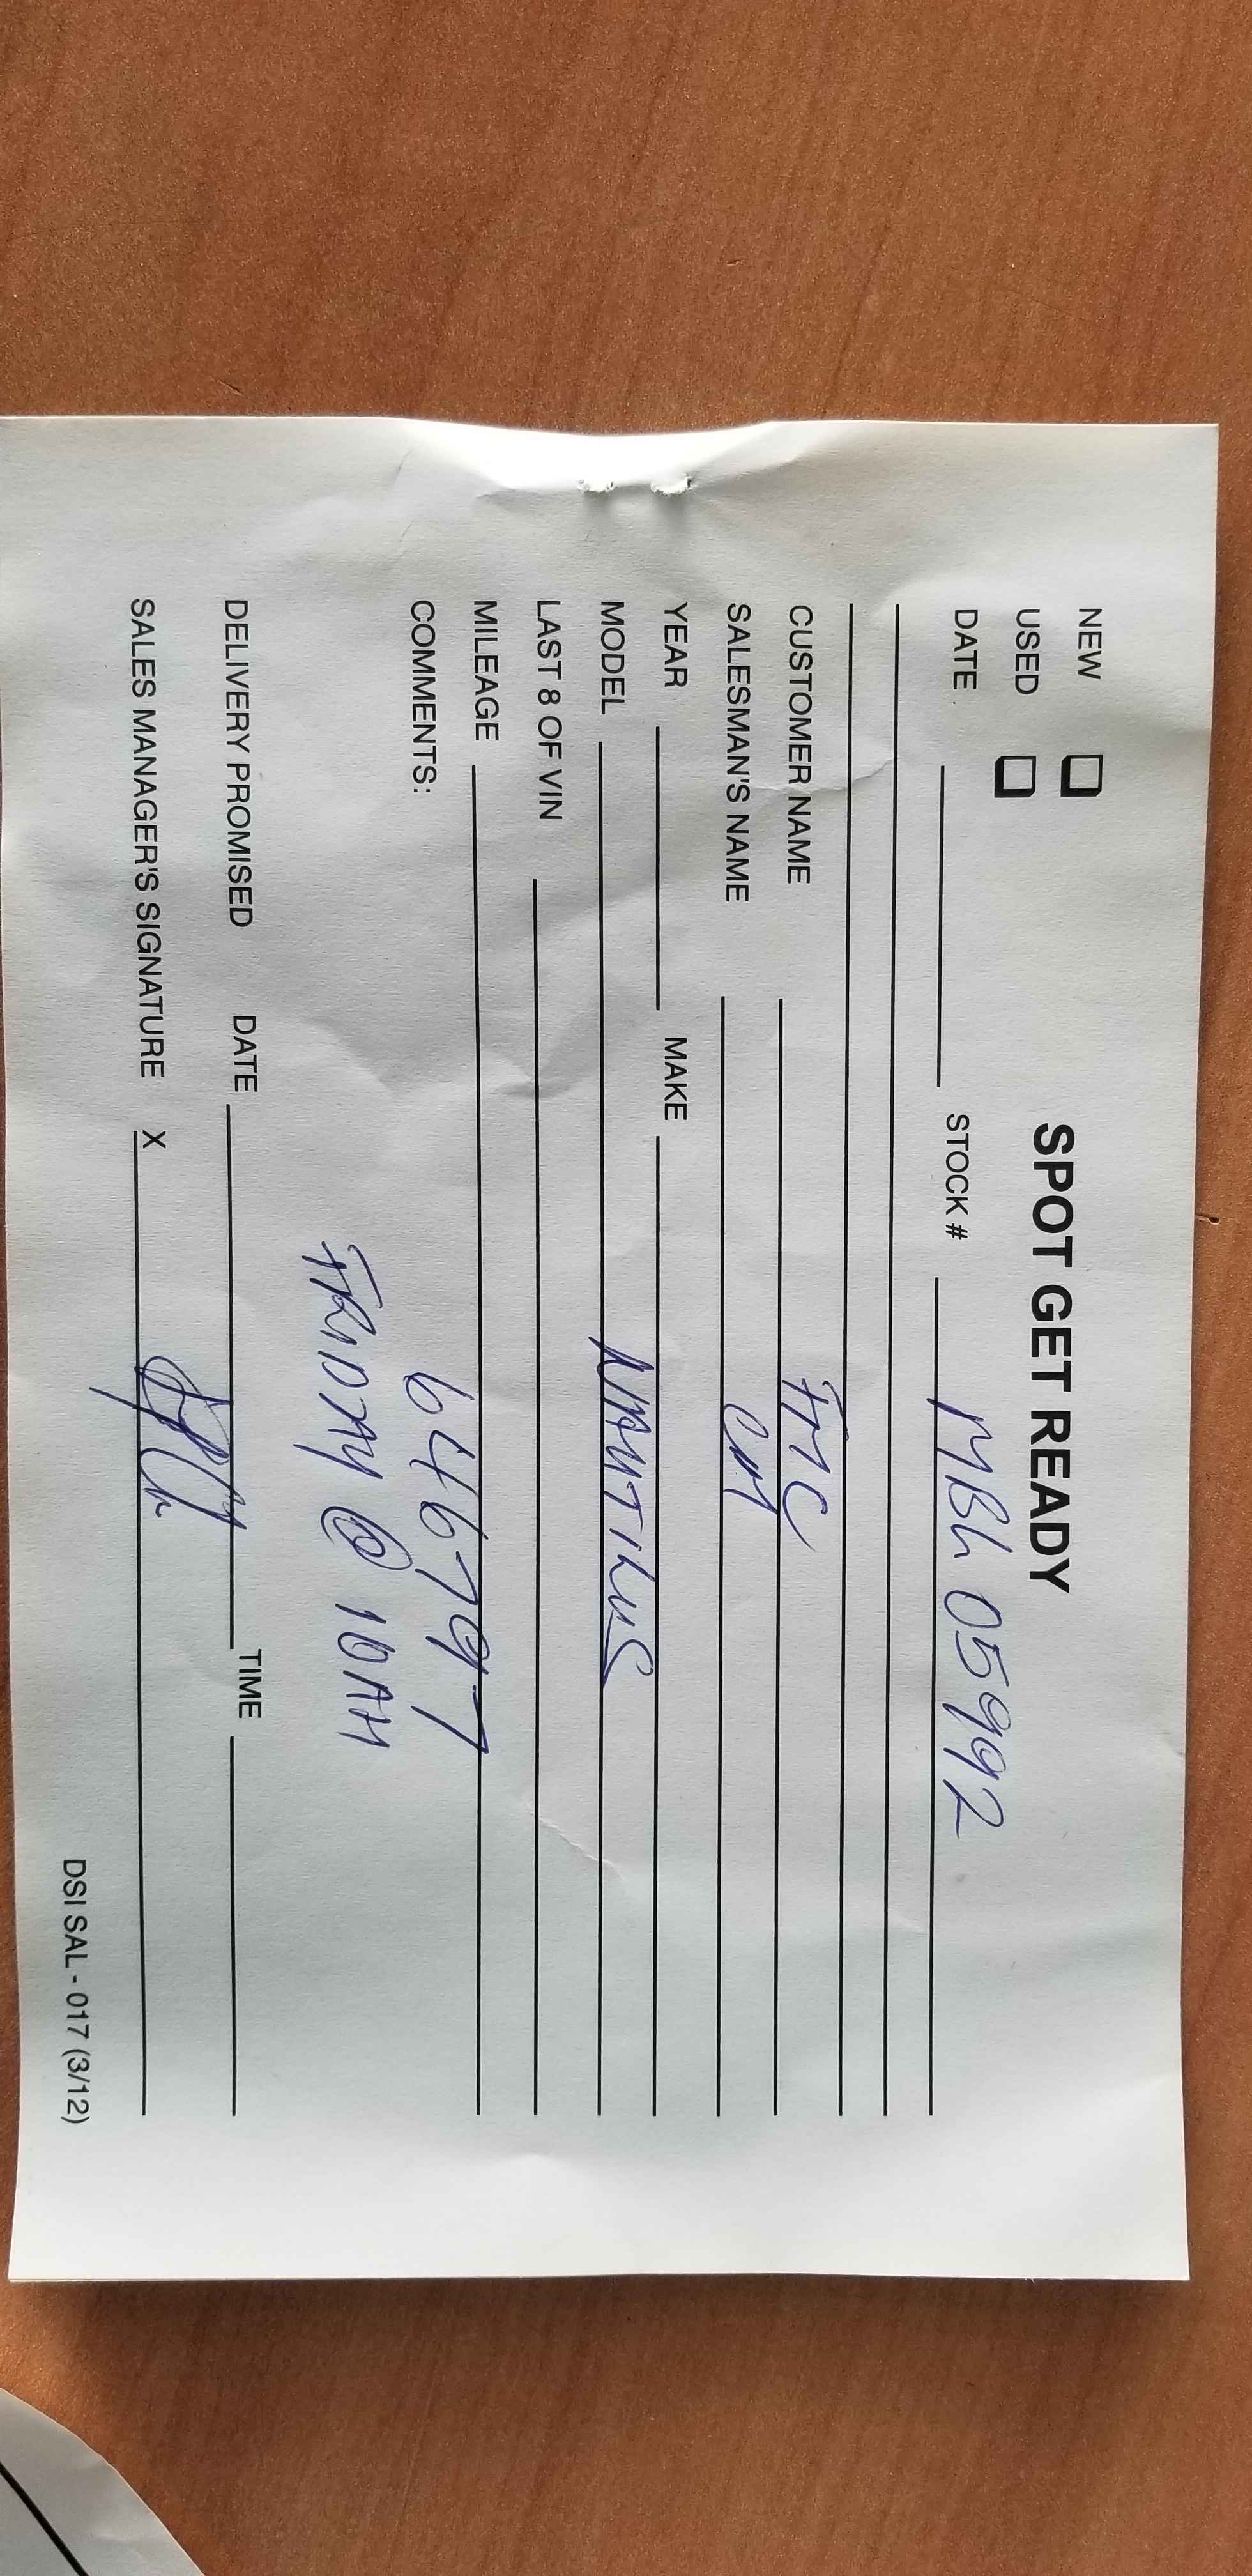 SPOT GET READY
NEW
USED
DATE STOCK # MBL 05992
CUSTOMER NAME FMC
SALESMAN'S NAME
YEAR MAKE
MODEL NAUTILUS
LAST 8 OF VIN
MILEAGE
COMMENTS: 646797
FRIDAY @ 10AM
DELIVERY PROMISED DATE TIME
SALES MANAGER'S SIGNATURE X
DSI SAL - 017 (3/12)